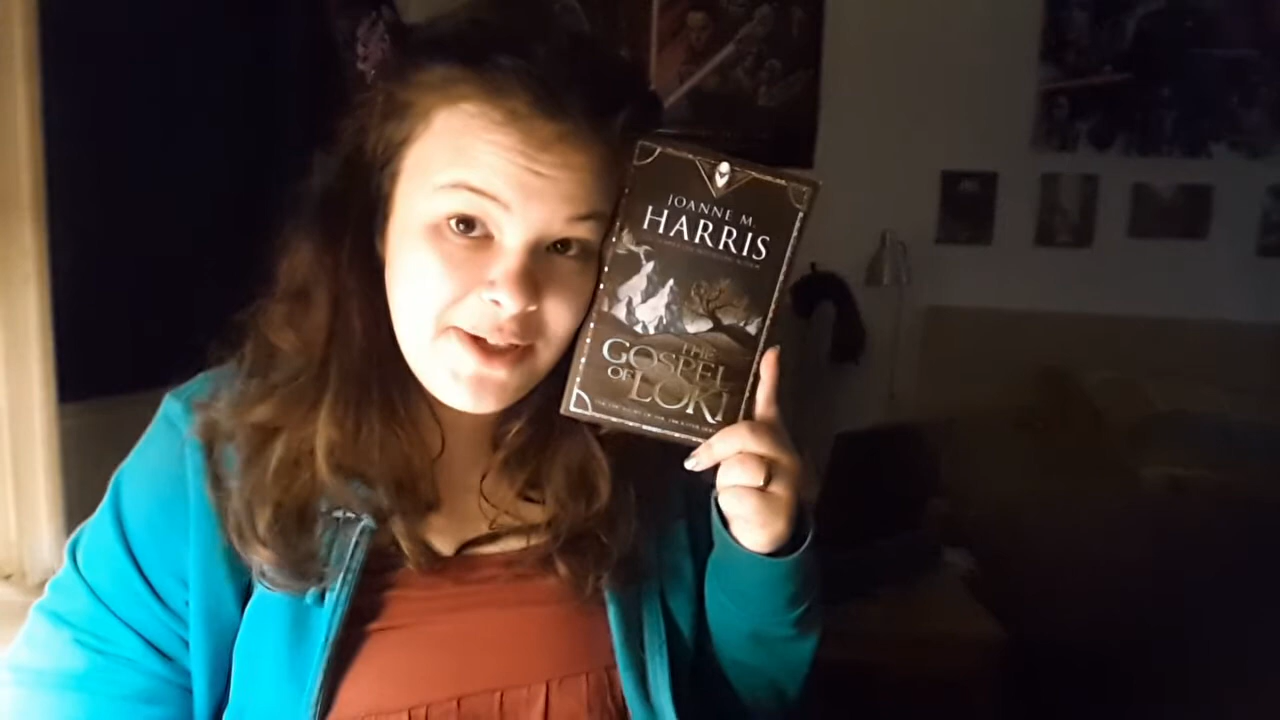 JOANNE M.
HARRIS
THE
GOSPEL
OF LOKI